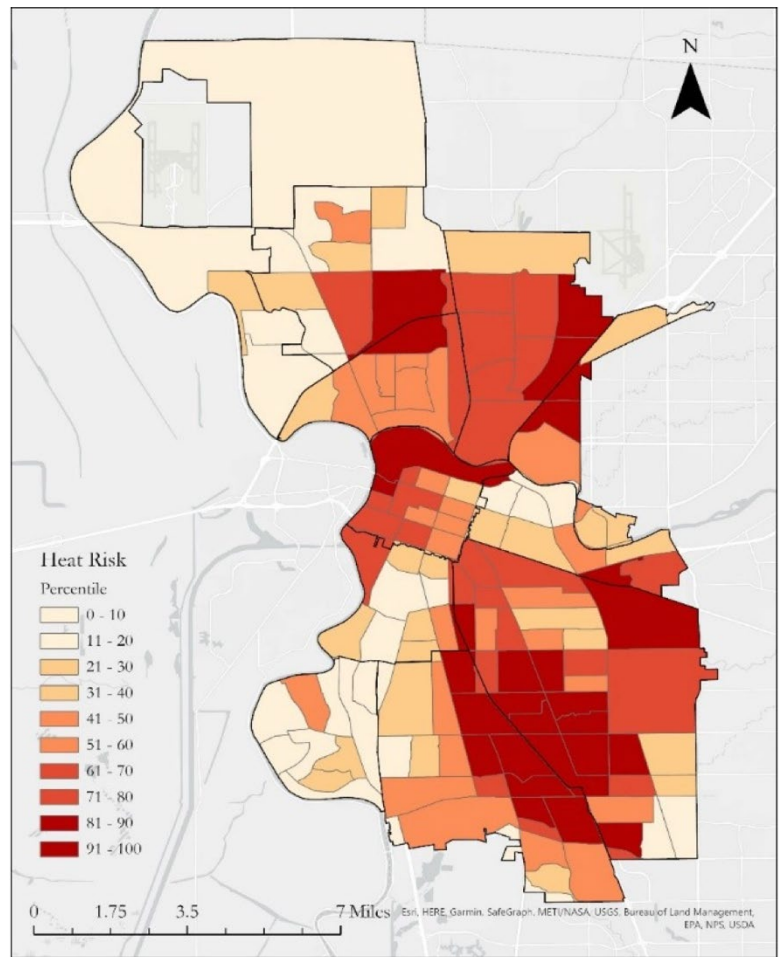 N
Heat Risk
Percentile
0 - 10
11 - 20
21 - 30
31 - 40
41 - 50
51 - 60
61 - 70
71 - 80
81 - 90
91 - 100
0 1.75 3.5 7 Miles
Esri, HERE, Garmin, SafeGraph, METI/NASA, USGS, Bureau of Land Management,
EPA, NPS, USDA